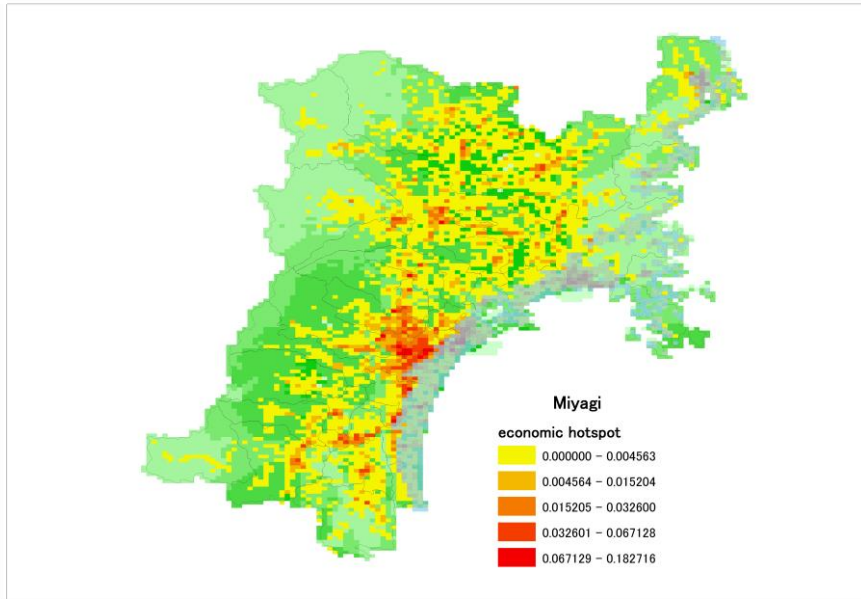 Miyagi
economic hotspot
0.000000 - 0.004563
0.004564 - 0.015204
0.015205 - 0.032600
0.032601 - 0.067128
0.067129 - 0.182716